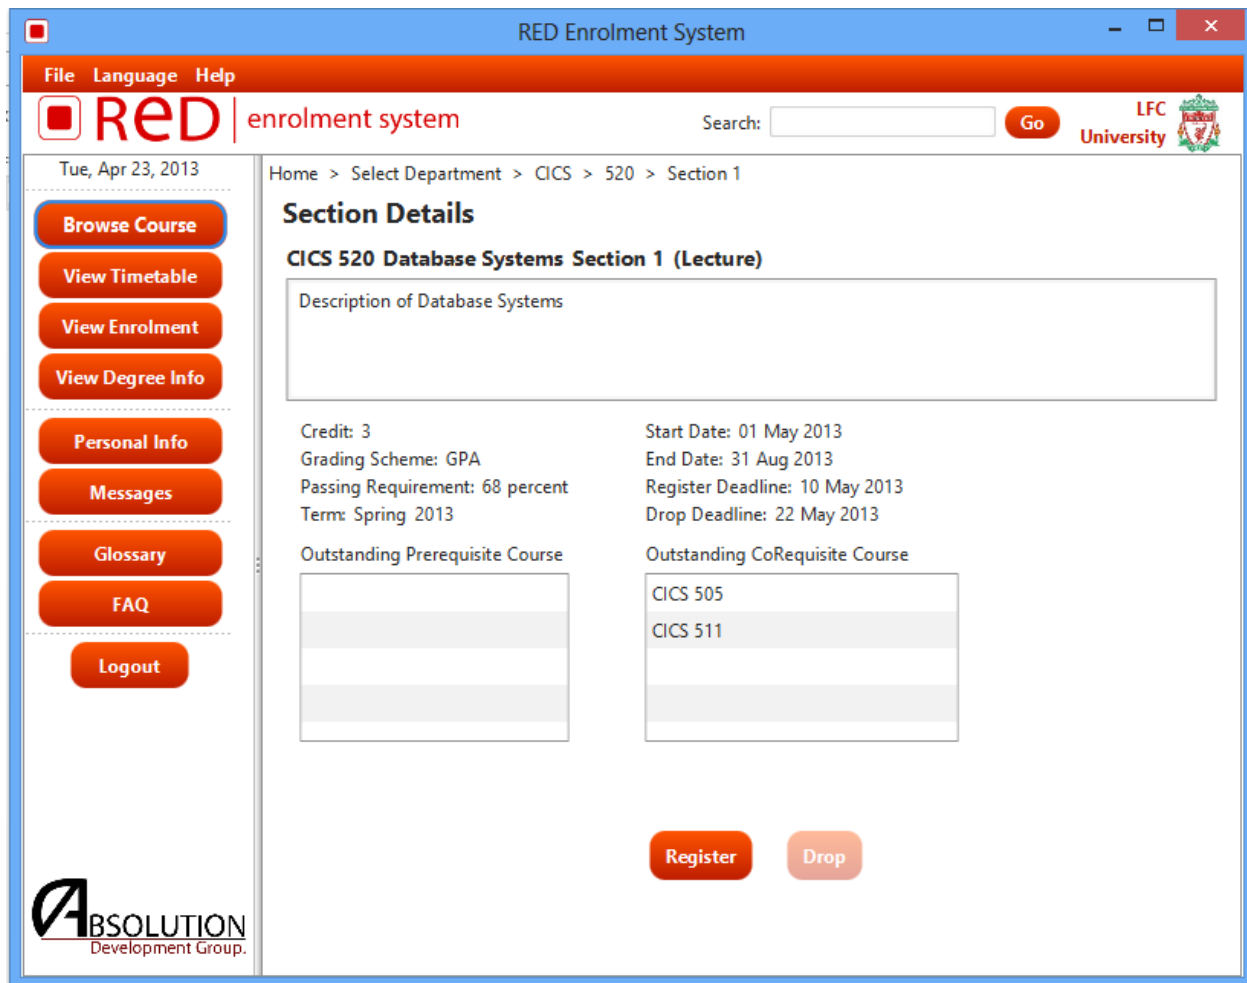 RED Enrolment System
File Language Help
ReD enrolment system
Search:
Go
LFC
University
Tue, Apr 23, 2013
Browse Course
View Timetable
View Enrolment
View Degree Info
Personal Info
Messages
Glossary
FAQ
Logout
ABSOLUTION
Development Group.
Home > Select Department > CICS > 520 > Section 1
Section Details
CICS 520 Database Systems Section 1 (Lecture)
Description of Database Systems
Credit: 3
Grading Scheme: GPA
Passing Requirement: 68 percent
Term: Spring 2013
Start Date: 01 May 2013
End Date: 31 Aug 2013
Register Deadline: 10 May 2013
Drop Deadline: 22 May 2013
Outstanding Prerequisite Course
Outstanding CoRequisite Course
CICS 505
CICS 511
Register
Drop